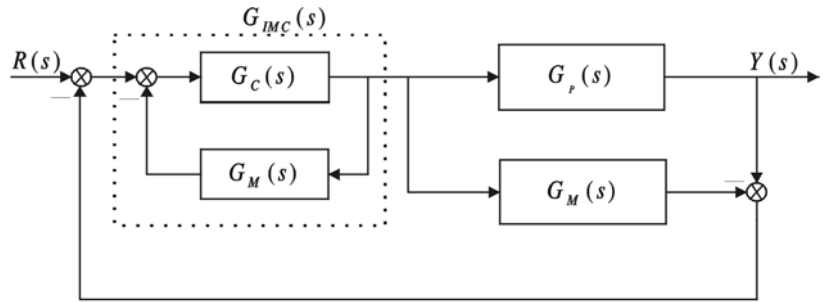 G_IMC(s)
R(s) G_C(s) G_P(s) Y(s)
— —
G_M(s) — G_M(s)